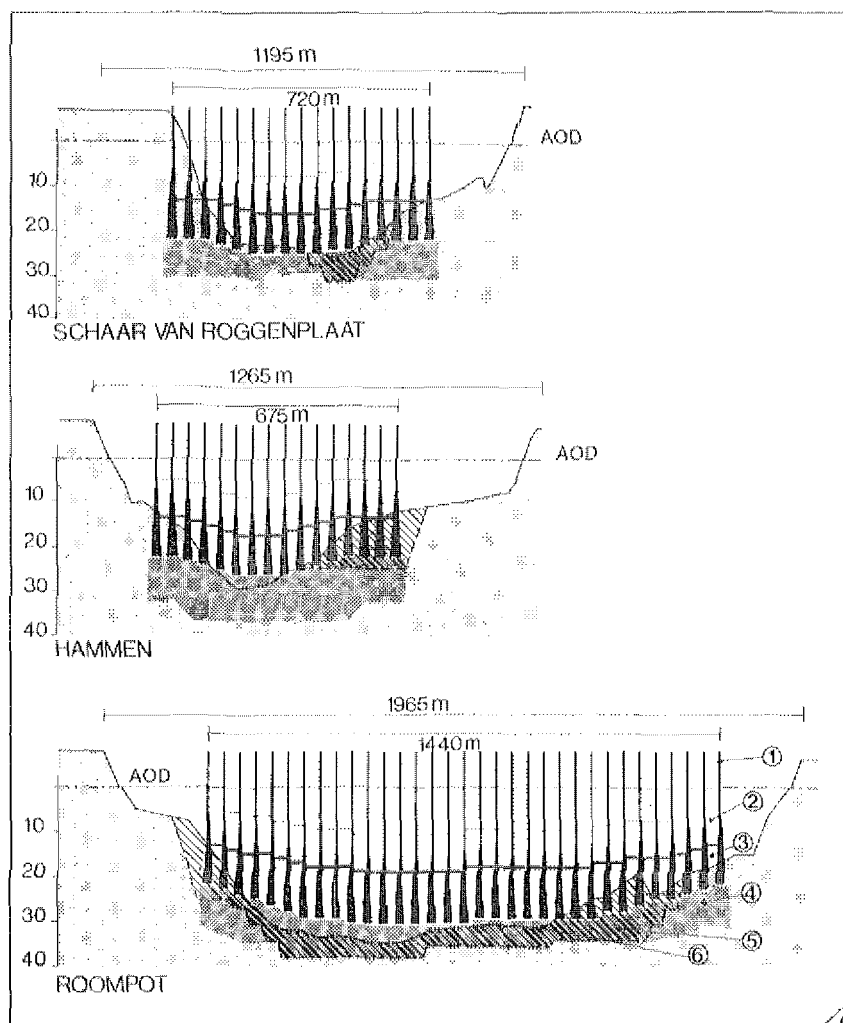 1195 m
720 m
AOD
10
20
30
40
SCHAAR VAN ROGGENPLAAT
1265 m
675 m
AOD
10
20
30
40
HAMMEN
1965 m
1440 m
AOD
①
②
10
③
20
④
30
⑤
40
⑥
ROOMPOT